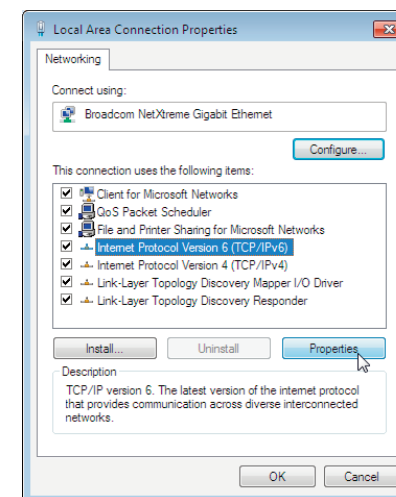 Local Area Connection Properties
Networking
Connect using:
Broadcom NetXtreme Gigabit Ethernet
Configure...
This connection uses the following items:
Client for Microsoft Networks
QoS Packet Scheduler
File and Printer Sharing for Microsoft Networks
Internet Protocol Version 6 (TCP/IPv6)
Internet Protocol Version 4 (TCP/IPv4)
Link-Layer Topology Discovery Mapper I/O Driver
Link-Layer Topology Discovery Responder
Install... Uninstall Properties
Description
TCP/IP version 6. The latest version of the internet protocol
that provides communication across diverse interconnected
networks.
OK Cancel